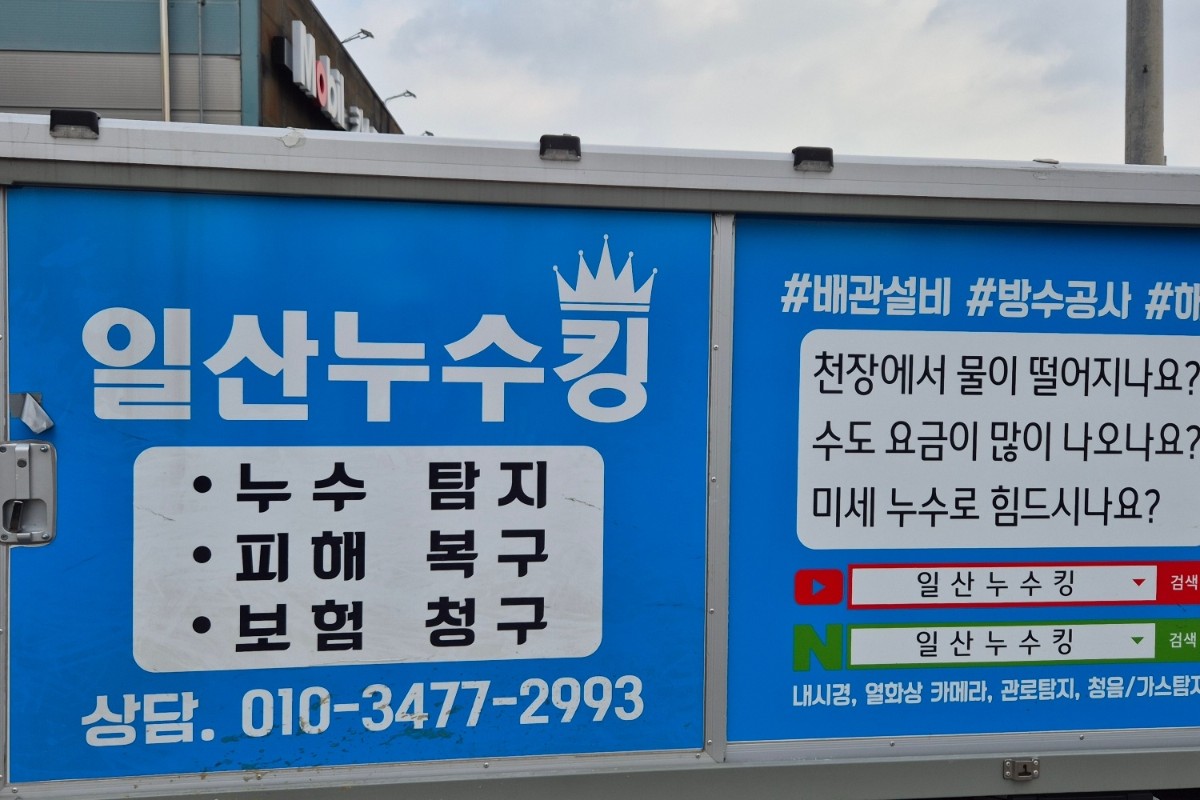 Mobil
일산누수킹
• 누수 탐지
• 피해 복구
• 보험 청구
상담. 010-3477-2993
#배관설비 #방수공사 #하
천장에서 물이 떨어지나요?
수도 요금이 많이 나오나요?
미세 누수로 힘드시나요?
일산누수킹 검색
N 일산누수킹 검색
내시경, 열화상 카메라, 관로탐지, 청음/가스탐지